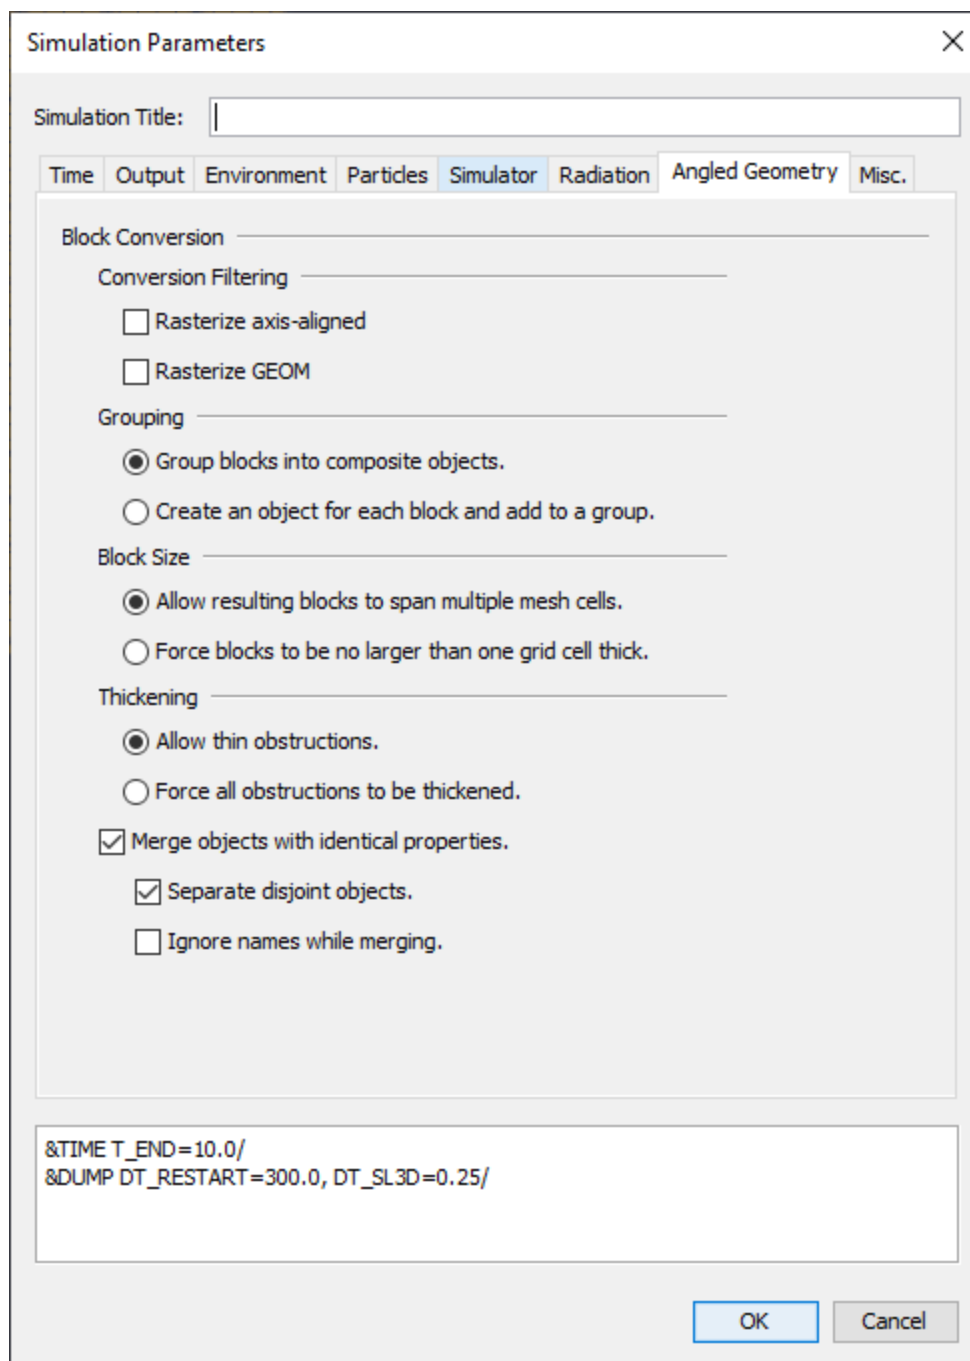 Simulation Parameters
Simulation Title:
Time Output Environment Particles Simulator Radiation Angled Geometry Misc.
Block Conversion
Conversion Filtering
Rasterize axis-aligned
Rasterize GEOM
Grouping
Group blocks into composite objects.
Create an object for each block and add to a group.
Block Size
Allow resulting blocks to span multiple mesh cells.
Force blocks to be no larger than one grid cell thick.
Thickening
Allow thin obstructions.
Force all obstructions to be thickened.
Merge objects with identical properties.
Separate disjoint objects.
Ignore names while merging.
&TIME T_END=10.0/
&DUMP DT_RESTART=300.0, DT_SL3D=0.25/
OK Cancel